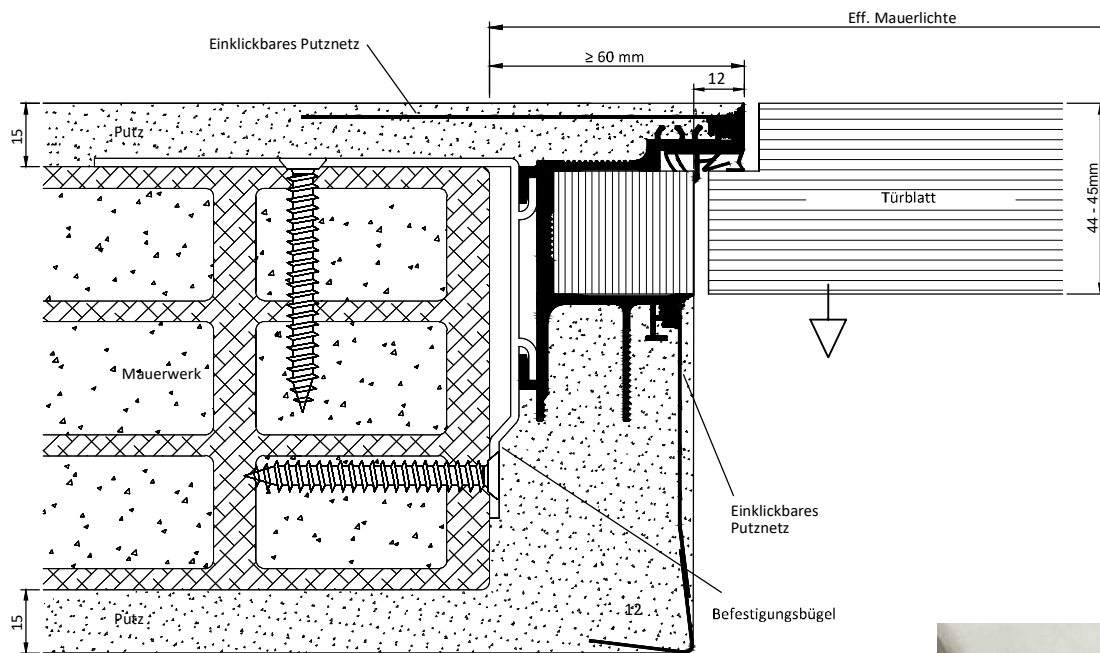 Eff. Mauerlichte
Einklickbares Putznetz
≥ 60 mm
12
15
Putz
Türblatt
44 - 45mm
Mauerwerk
Einklickbares
Putznetz
12
Befestigungsbügel
15
Putz